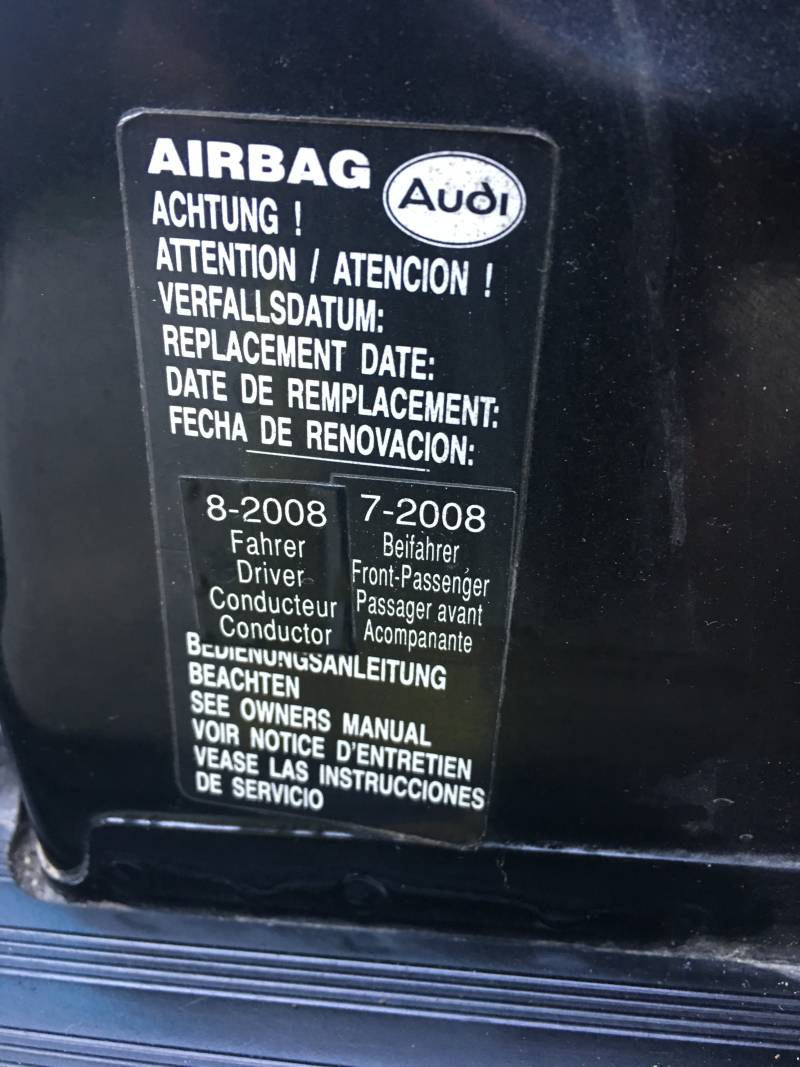 AIRBAG
Audi
ACHTUNG !
ATTENTION / ATENCION !
VERFALLSDATUM:
REPLACEMENT DATE:
DATE DE REMPLACEMENT:
FECHA DE RENOVACION:
8-2008
Fahrer
Driver
Conducteur
Conductor
7-2008
Beifahrer
Front-Passenger
Passager avant
Acompanante
BEDIENUNGSANLEITUNG
BEACHTEN
SEE OWNERS MANUAL
VOIR NOTICE D'ENTRETIEN
VEASE LAS INSTRUCCIONES
DE SERVICIO